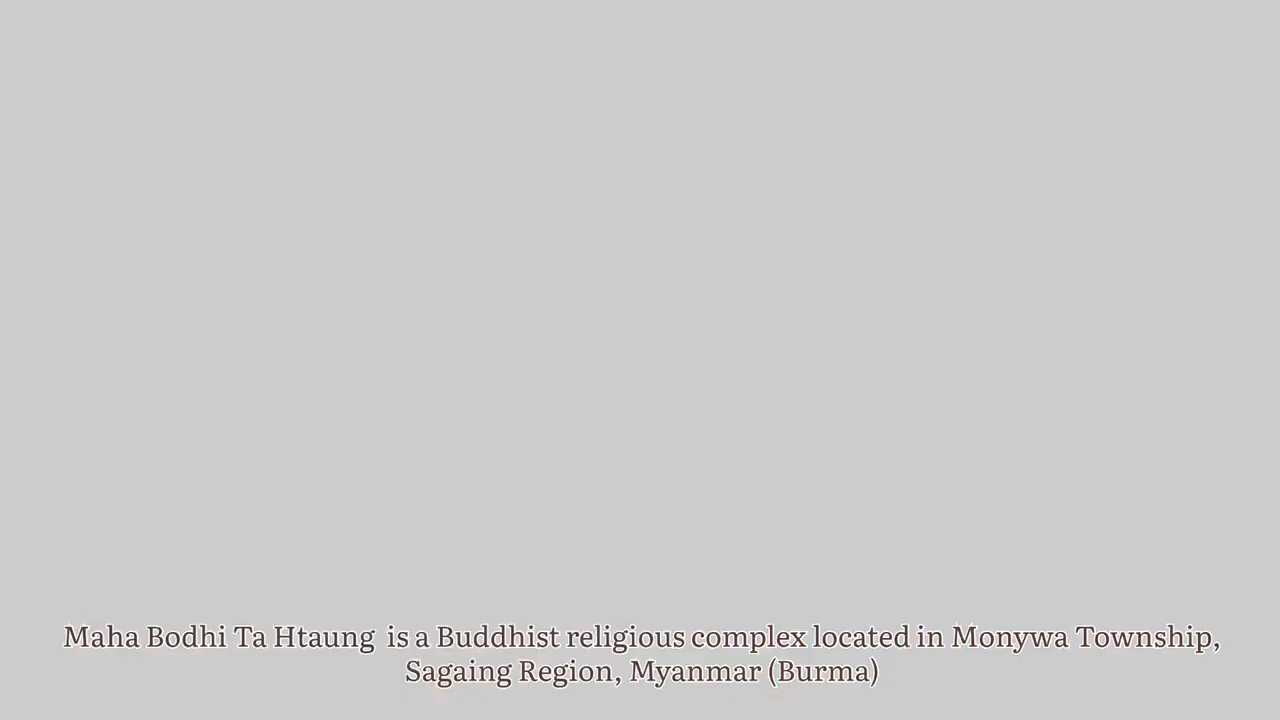 Maha Bodhi Ta Htaung is a Buddhist religious complex located in Monywa Township,
Sagaing Region, Myanmar (Burma)